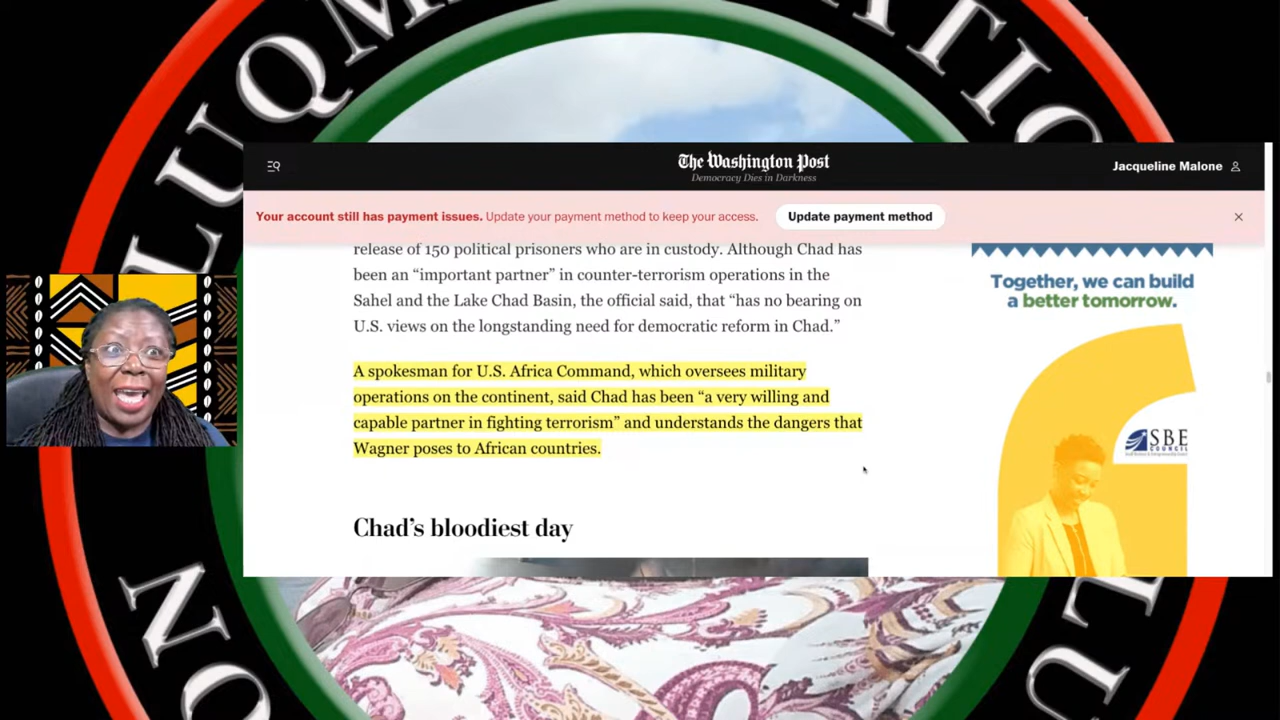 LUQM
ATIO
The Washington Post
Democracy Dies in Darkness
Jacqueline Malone
Your account still has payment issues. Update your payment method to keep your access.
Update payment method
release of 150 political prisoners who are in custody. Although Chad has
been an “important partner” in counter-terrorism operations in the
Sahel and the Lake Chad Basin, the official said, that “has no bearing on
U.S. views on the longstanding need for democratic reform in Chad.”
A spokesman for U.S. Africa Command, which oversees military
operations on the continent, said Chad has been “a very willing and
capable partner in fighting terrorism” and understands the dangers that
Wagner poses to African countries.
Chad’s bloodiest day
Together, we can build
a better tomorrow.
SBE
COUNCIL
ON
LU